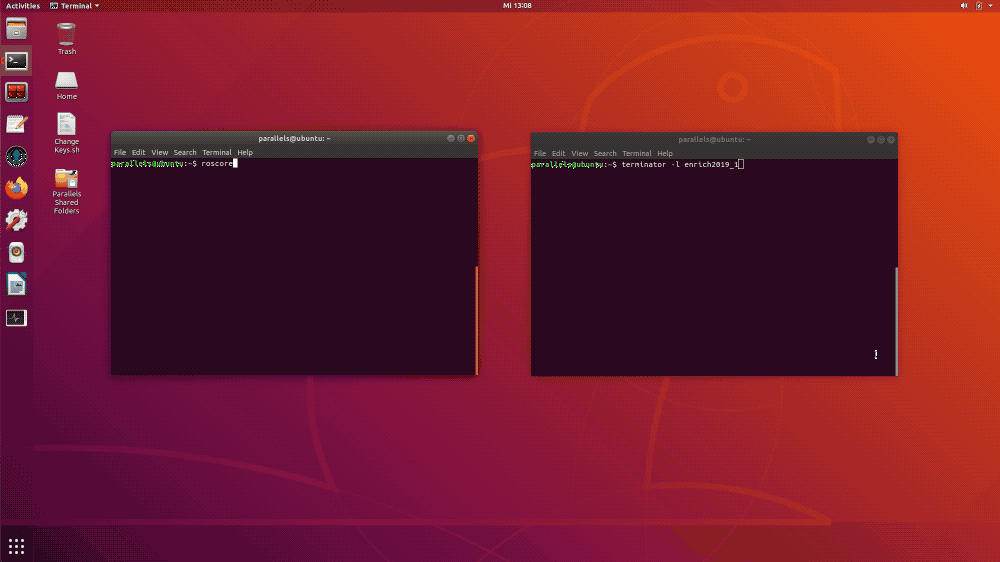 Activities Terminal Mi 13:08
Trash
Home
Change
Keys.sh
Parallels
Shared
Folders
parallels@ubuntu: ~
File Edit View Search Terminal Help
parallels@ubuntu:~$ roscore
parallels@ubuntu: ~
File Edit View Search Terminal Help
parallels@ubuntu:~$ terminator -l enrich2019_1